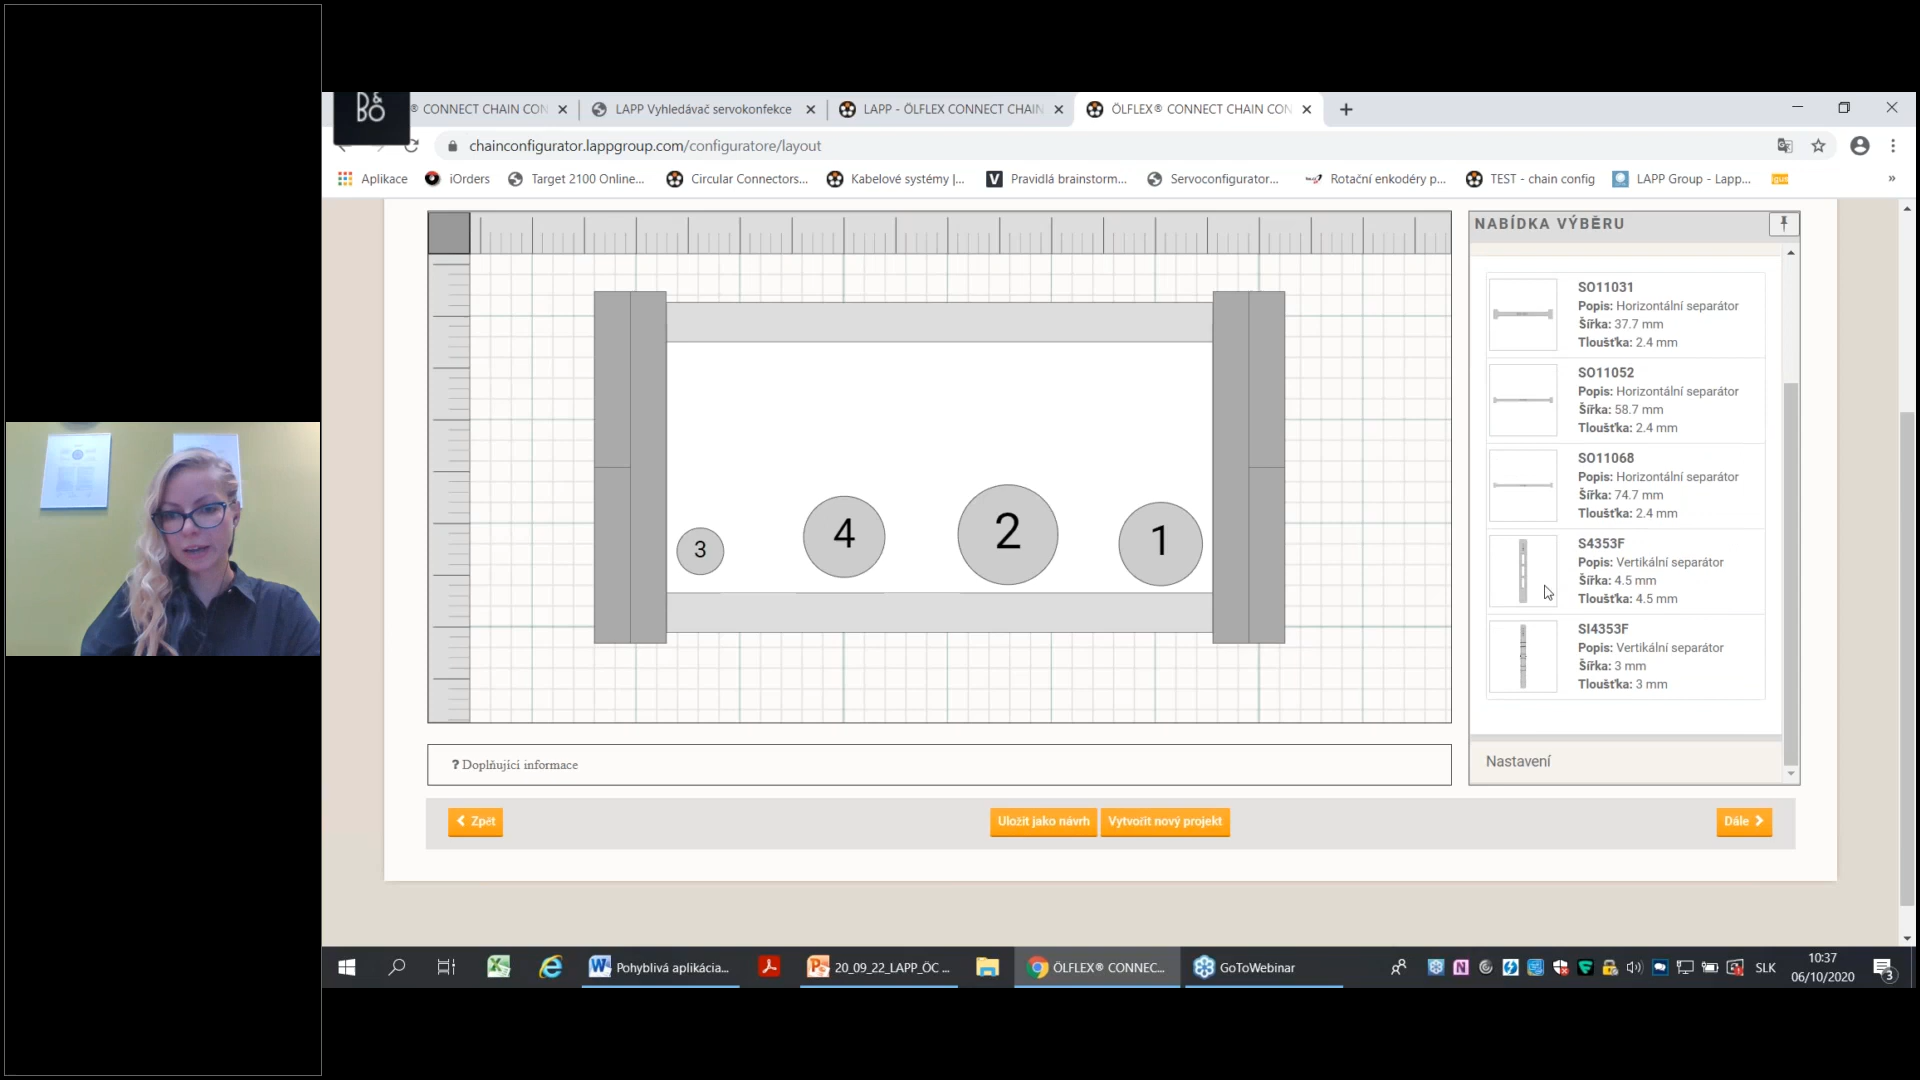 B&O
® CONNECT CHAIN CON
LAPP Vyhledávač servokonfekce
LAPP - ÖLFLEX CONNECT CHAIN
ÖLFLEX® CONNECT CHAIN CON
chainconfigurator.lappgroup.com/configuratore/layout
Aplikace
iOrders
Target 2100 Online...
Circular Connectors...
Kabelové systémy |...
V
Pravidlá brainstorm...
Servoconfigurator...
Rotační enkodéry p...
TEST - chain config
LAPP Group - Lapp...
igus
»
NABÍDKA VÝBĚRU
SO11031
Popis: Horizontální separátor
Šířka: 37.7 mm
Tloušťka: 2.4 mm
SO11052
Popis: Horizontální separátor
Šířka: 58.7 mm
Tloušťka: 2.4 mm
SO11068
Popis: Horizontální separátor
Šířka: 74.7 mm
Tloušťka: 2.4 mm
S4353F
Popis: Vertikální separátor
Šířka: 4.5 mm
Tloušťka: 4.5 mm
SI4353F
Popis: Vertikální separátor
Šířka: 3 mm
Tloušťka: 3 mm
Nastavení
3
4
2
1
? Doplňující informace
Zpět
Uložit jako návrh
Vytvořit nový projekt
Dále
Pohyblivá aplikácia...
20_09_22_LAPP_ÖC ...
ÖLFLEX® CONNEC...
GoToWebinar
SLK
10:37
06/10/2020
3